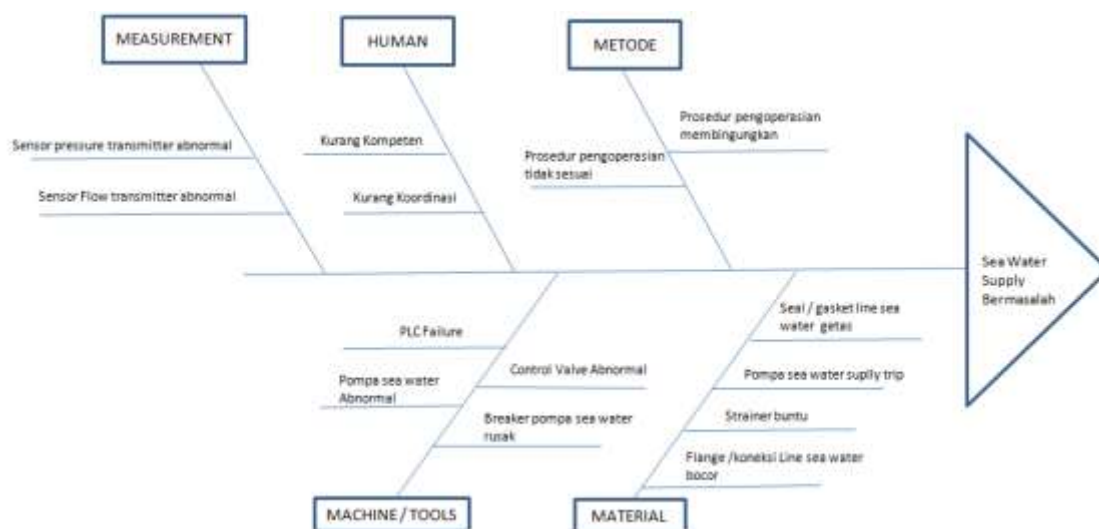 MEASUREMENT
HUMAN
METODE
Sensor pressure transmitter abnormal
Sensor Flow transmitter abnormal
Kurang Kompeten
Kurang Koordinasi
Prosedur pengoperasian
membingungkan
Prosedur pengoperasian
tidak sesuai
Sea Water
Supply
Bermasalah
PLC Failure
Pompa sea water
Abnormal
Control Valve Abnormal
Breaker pompa sea water
rusak
Seal / gasket line sea
water getas
Pompa sea water suplly trip
Strainer buntu
Flange /koneksi Line sea water
bocor
MACHINE / TOOLS
MATERIAL